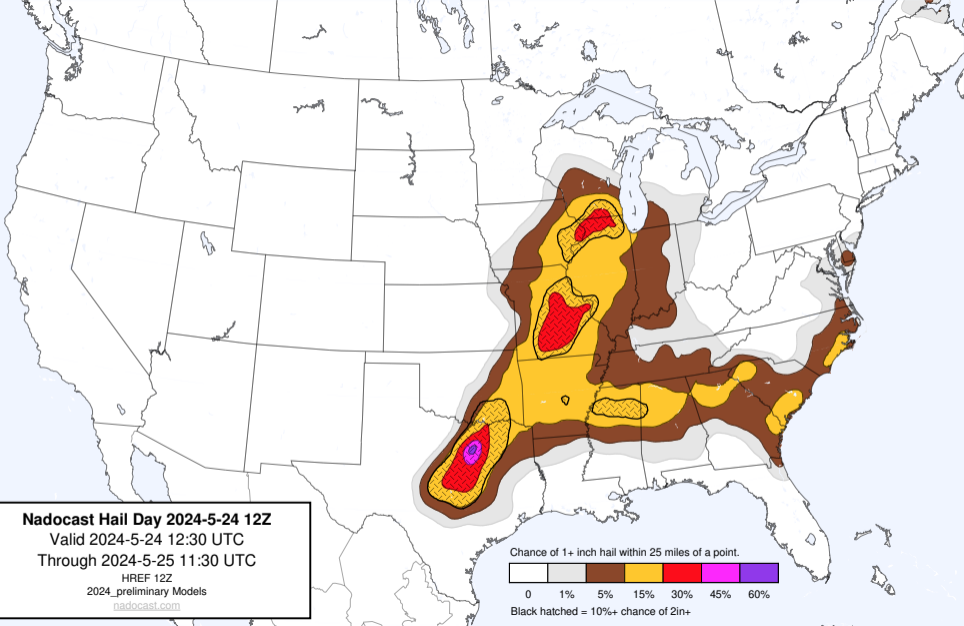 Nadocast Hail Day 2024-5-24 12Z
Valid 2024-5-24 12:30 UTC
Through 2024-5-25 11:30 UTC
HREF 12Z
2024_preliminary Models
nadocast.com
Chance of 1+ inch hail within 25 miles of a point.
0 1% 5% 15% 30% 45% 60%
Black hatched = 10%+ chance of 2in+